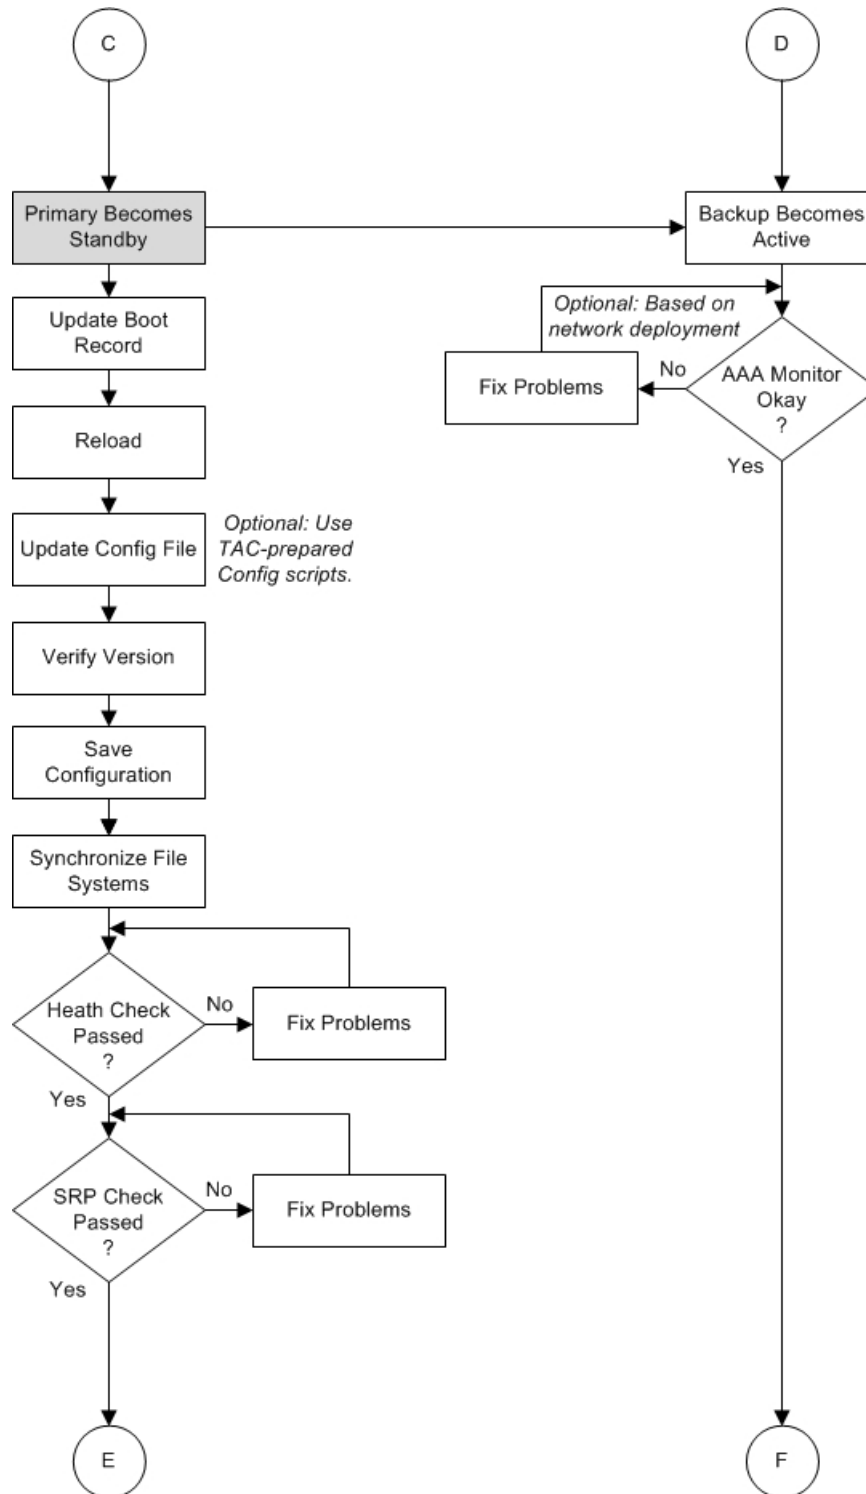 C
D
Primary Becomes
Standby
Backup Becomes
Active
Update Boot
Record
Optional: Based on
network deployment
Fix Problems
No
AAA Monitor
Okay
?
Yes
Reload
Update Config File
Optional: Use
TAC-prepared
Config scripts.
Verify Version
Save
Configuration
Synchronize File
Systems
Heath Check
Passed
?
No
Fix Problems
Yes
SRP Check
Passed
?
No
Fix Problems
Yes
E
F